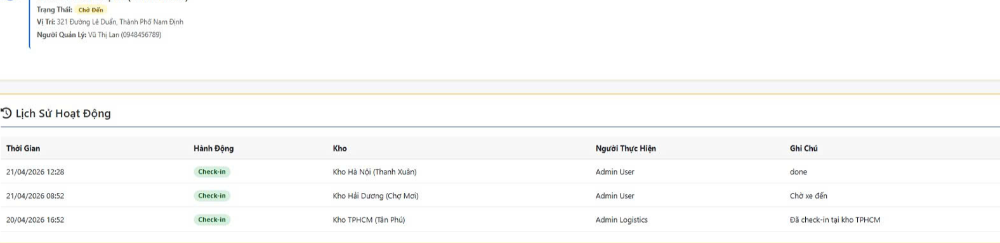 Trạng Thái: Chờ Đến
Vị Trí: 321 Đường Lê Duẩn, Thành Phố Nam Định
Người Quản Lý: Vũ Thị Lan (0948456789)
Lịch Sử Hoạt Động
Thời Gian Hành Động Kho Người Thực Hiện Ghi Chú
21/04/2026 12:28 Check-in Kho Hà Nội (Thanh Xuân) Admin User done
21/04/2026 08:52 Check-in Kho Hải Dương (Chợ Mơi) Admin User Chờ xe đến
20/04/2026 16:52 Check-in Kho TPHCM (Tân Phú) Admin Logistics Đã check-in tại kho TPHCM